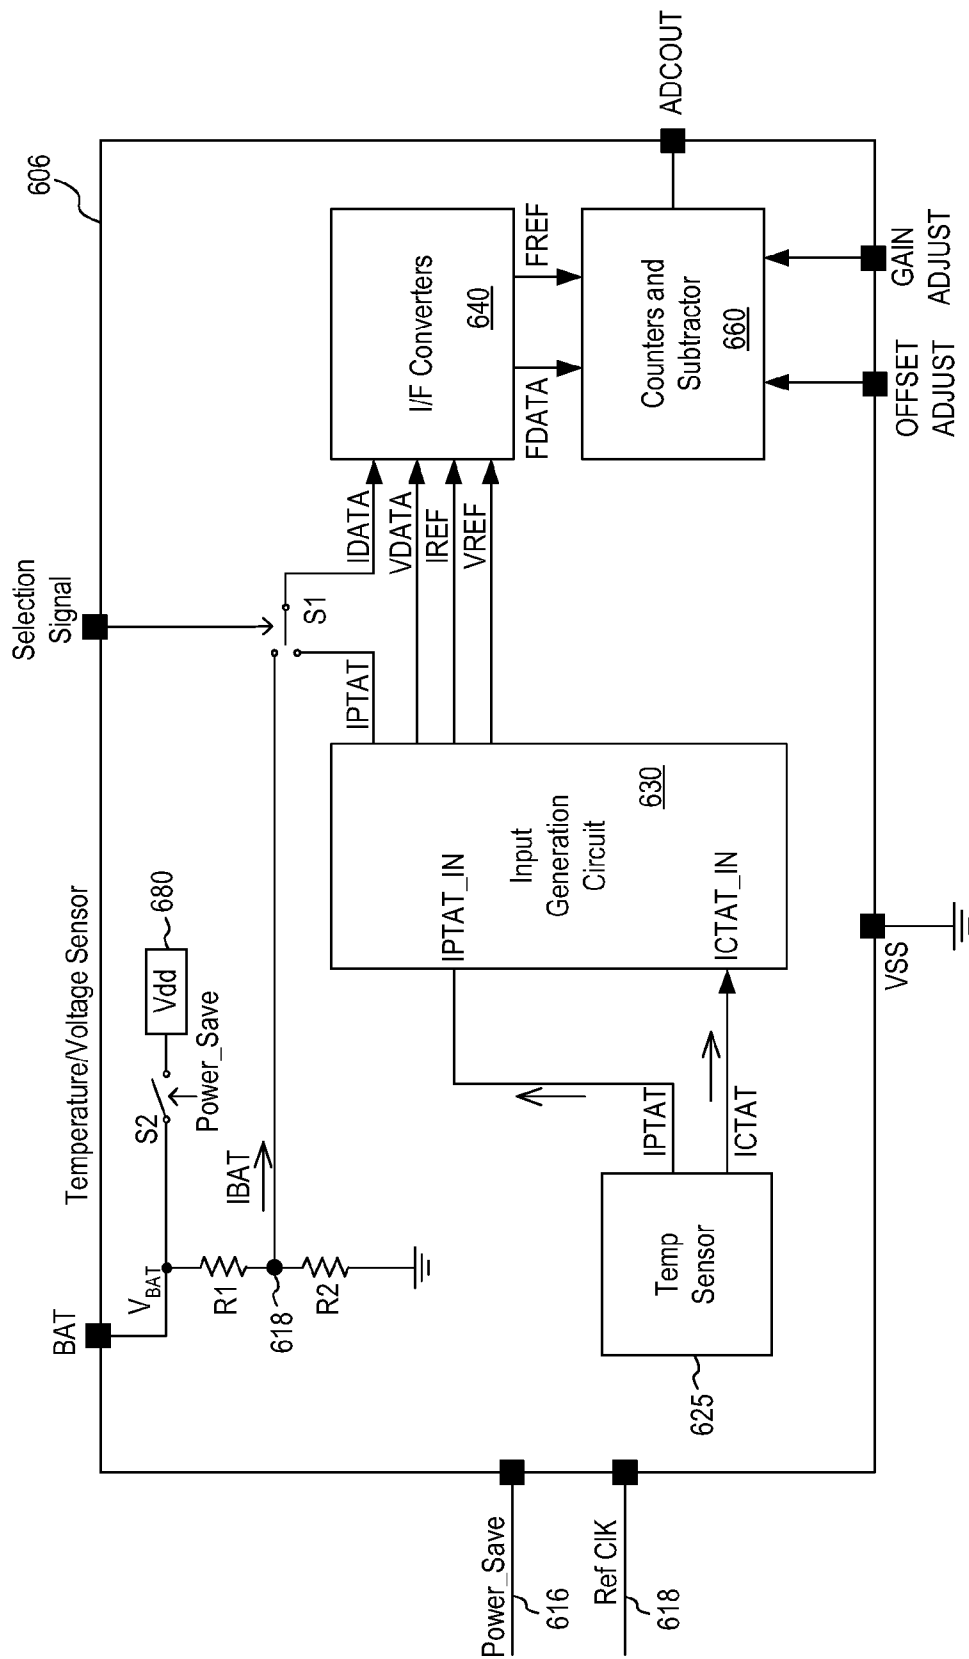 Temperature/Voltage Sensor
606
BAT
V_BAT
S2
Vdd
680
Power_Save
Selection
Signal
R1
618
R2
IBAT
S1
IPTAT
IDATA
VDATA
IREF
VREF
I/F Converters
640
FDATA
FREF
Counters and
Subtractor
660
ADCOUT
Input
Generation
Circuit
630
IPTAT_IN
ICTAT_IN
Temp
Sensor
625
IPTAT
ICTAT
Power_Save
616
Ref ClK
618
VSS
OFFSET
ADJUST
GAIN
ADJUST